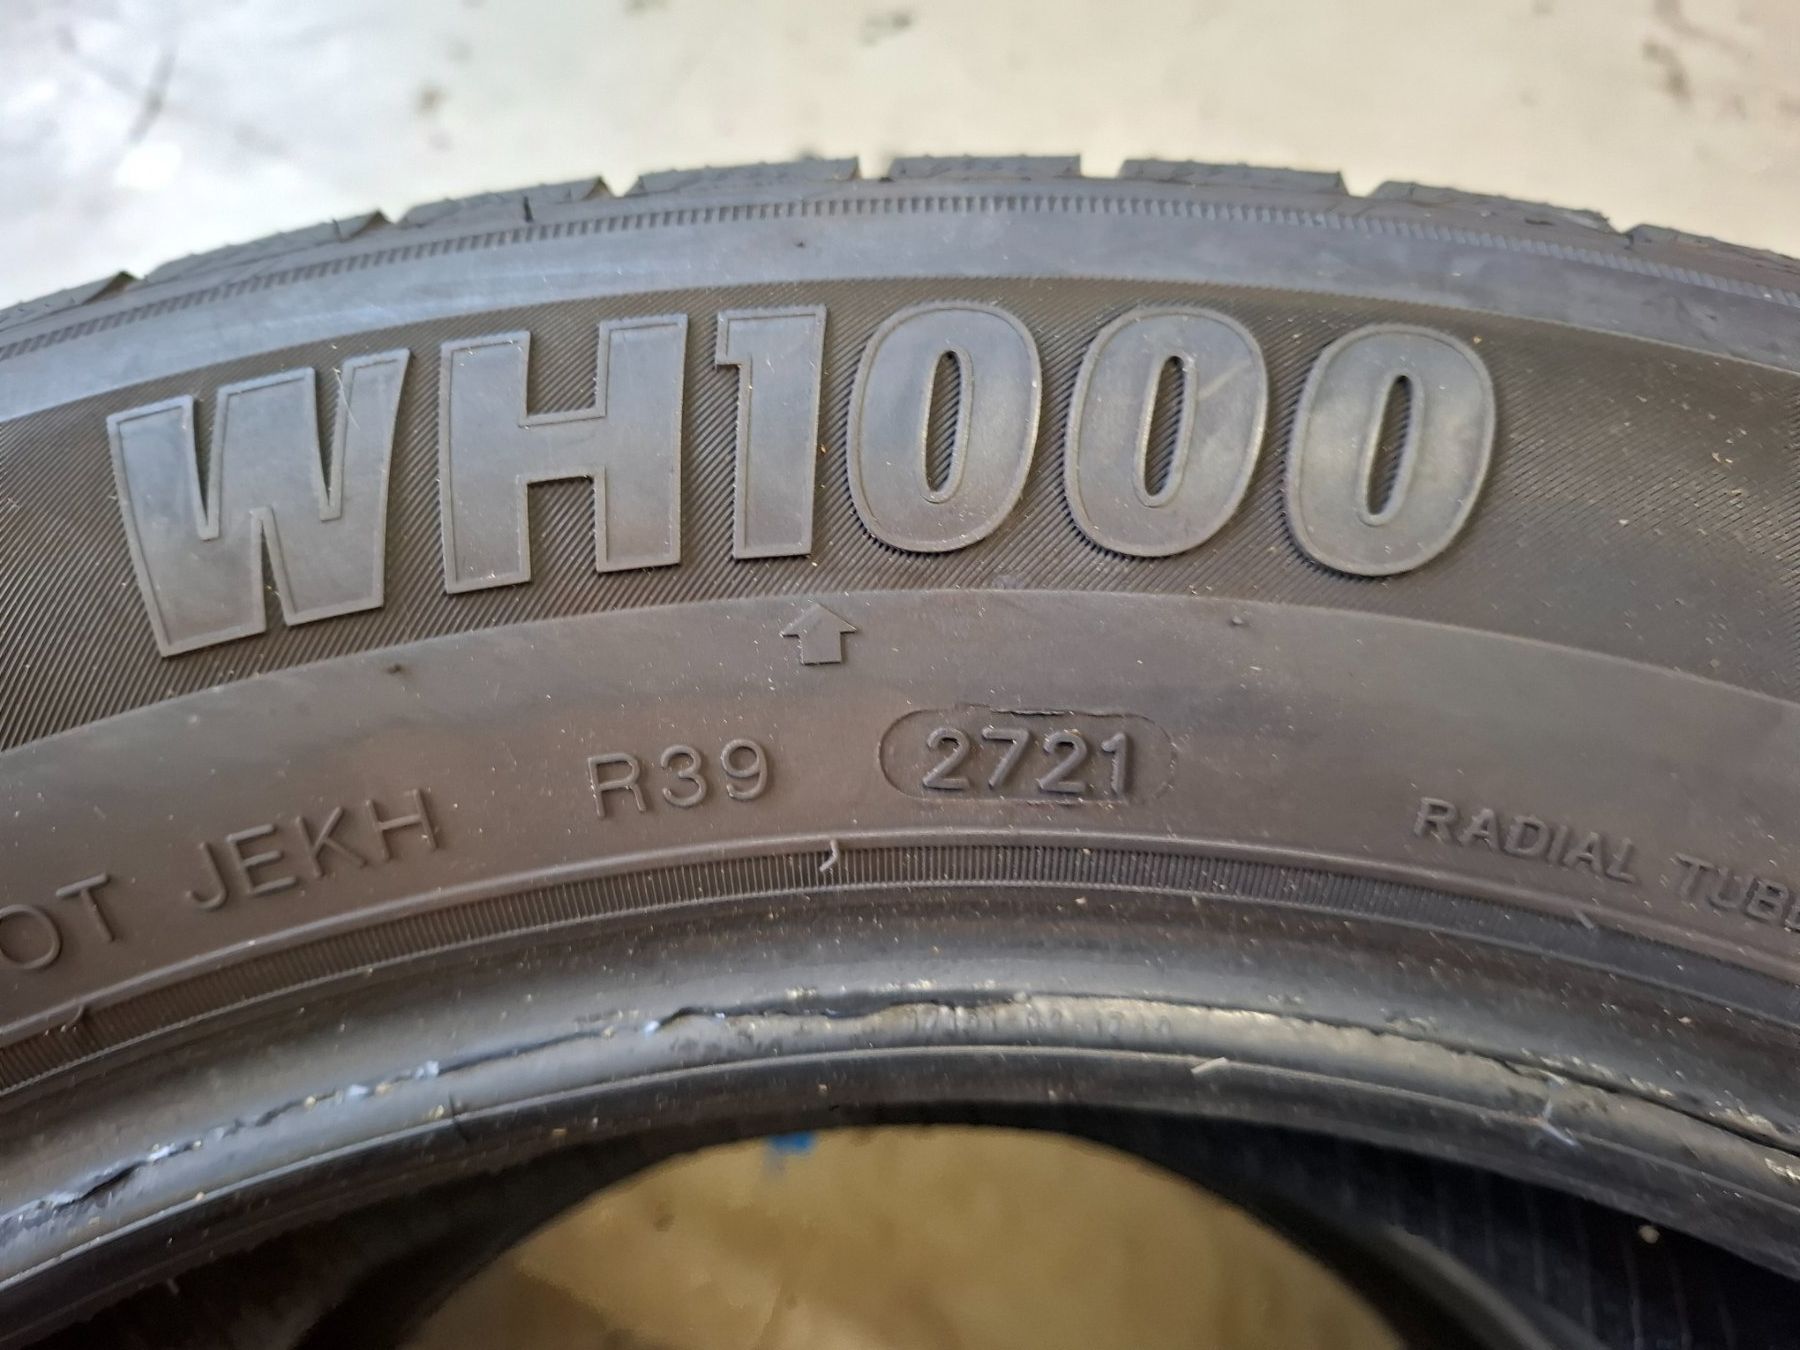 WH1000
OT JEKH R39 2721 RADIAL TUBE